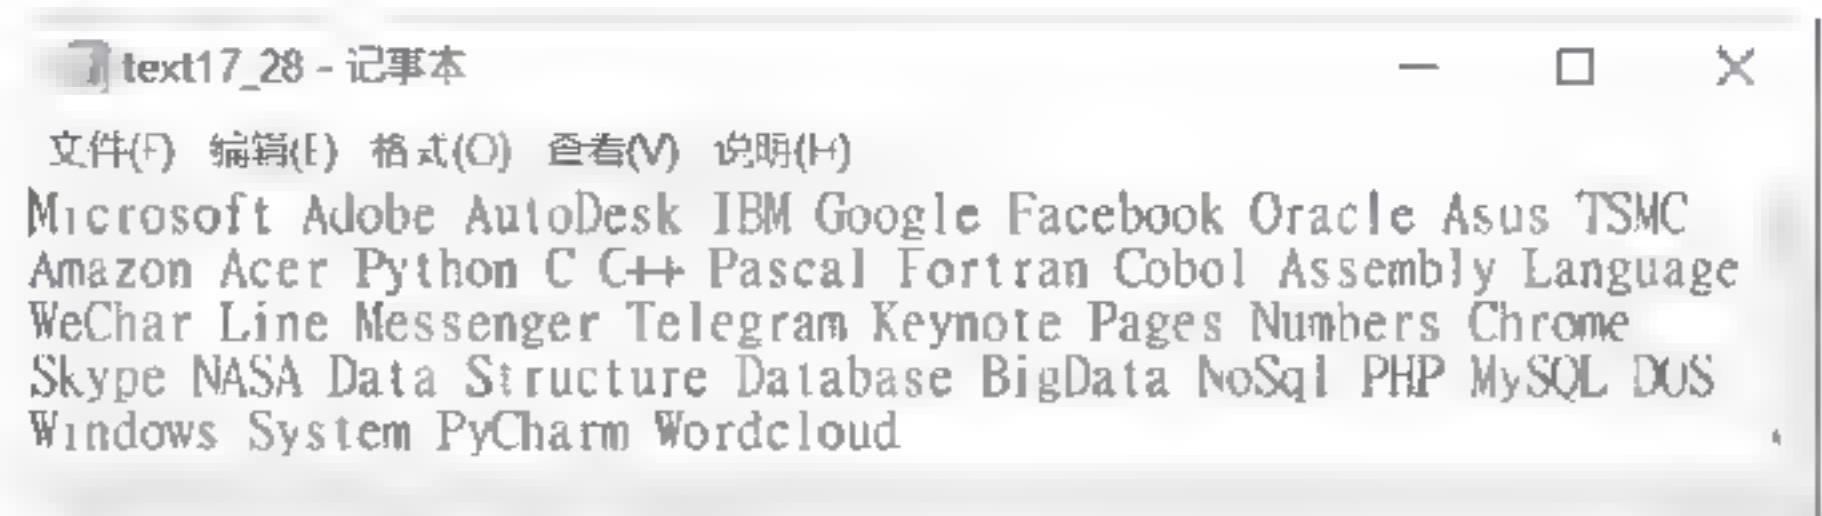 text17_28 - 记事本
文件(F) 编辑(E) 格式(O) 查看(V) 说明(H)
Microsoft Adobe AutoDesk IBM Google Facebook Oracle Asus TSMC
Amazon Acer Python C C++ Pascal Fortran Cobol Assembly Language
WeChar Line Messenger Telegram Keynote Pages Numbers Chrome
Skype NASA Data Structure Database BigData NoSql PHP MySQL DOS
Windows System PyCharm Wordcloud